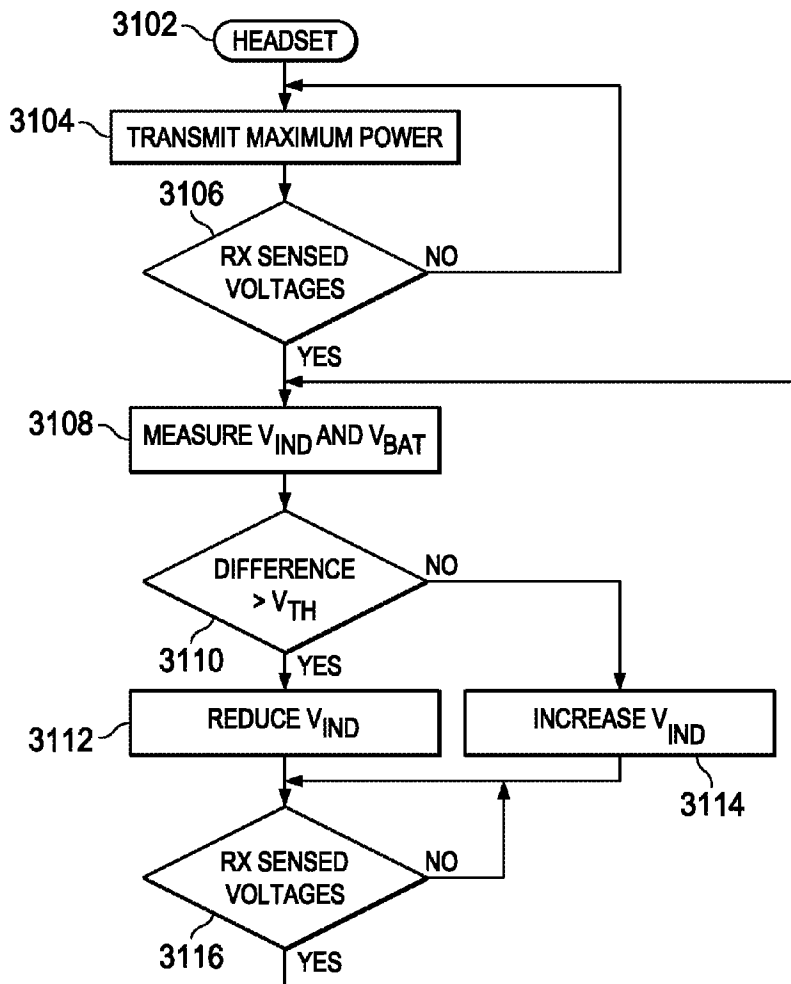 3102
HEADSET
3104
TRANSMIT MAXIMUM POWER
3106
RX SENSED
VOLTAGES
NO
YES
3108
MEASURE VIND AND VBAT
DIFFERENCE
> VTH
NO
3110
YES
REDUCE VIND
3112
INCREASE VIND
3114
RX SENSED
VOLTAGES
NO
3116
YES